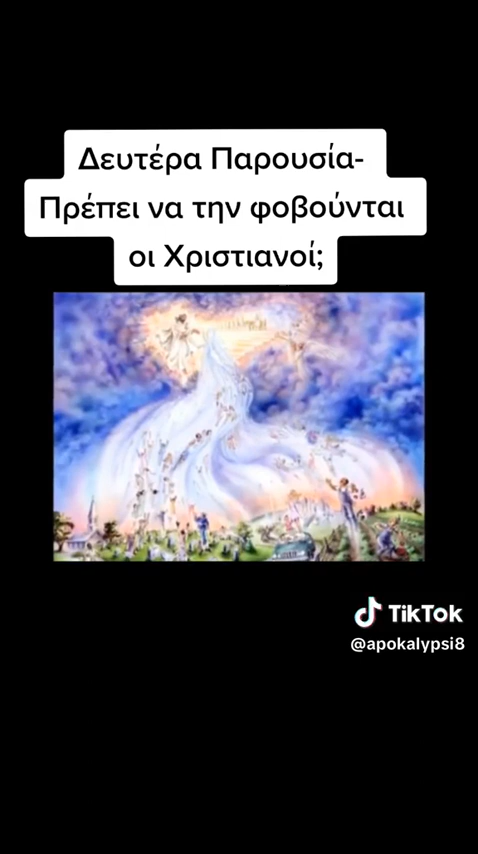 Δευτέρα Παρουσία-
Πρέπει να την φοβούνται
οι Χριστιανοί;
TikTok
@apokalypsi8